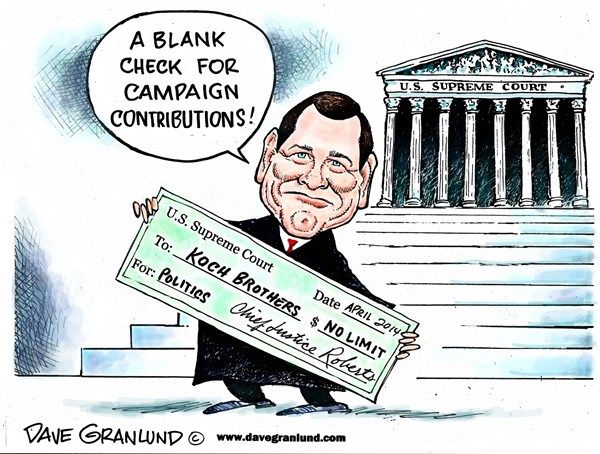 A BLANK
CHECK FOR
CAMPAIGN
CONTRIBUTIONS!
U.S. SUPREME COURT
U.S. Supreme Court
Date APRIL 2014
To: KOCH BROTHERS $ NO LIMIT
For: POLITICS Chief Justice Roberts
DAVE GRANLUND © www.davegranlund.com